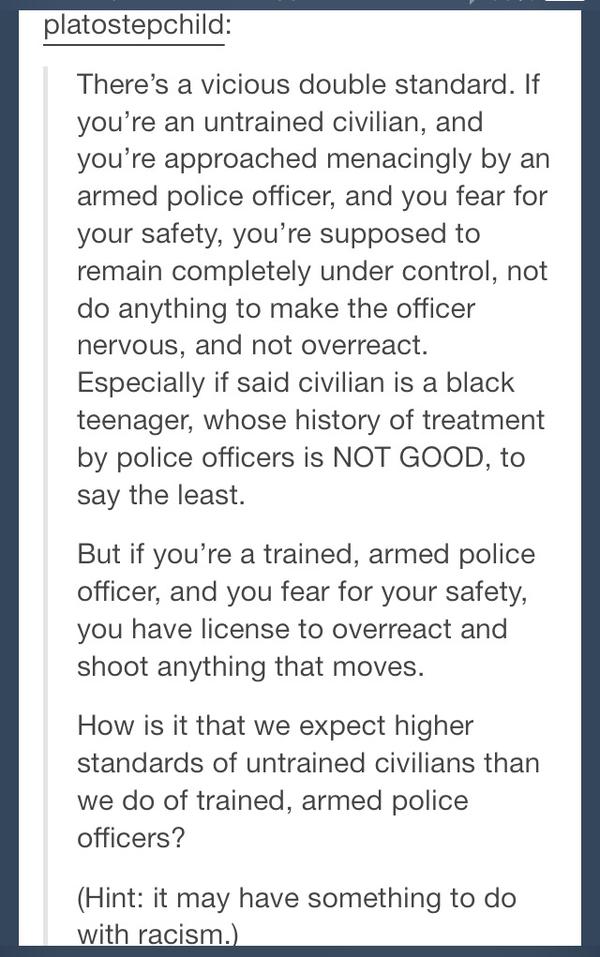 platostepchild:
There’s a vicious double standard. If
you’re an untrained civilian, and
you’re approached menacingly by an
armed police officer, and you fear for
your safety, you’re supposed to
remain completely under control, not
do anything to make the officer
nervous, and not overreact.
Especially if said civilian is a black
teenager, whose history of treatment
by police officers is NOT GOOD, to
say the least.
But if you’re a trained, armed police
officer, and you fear for your safety,
you have license to overreact and
shoot anything that moves.
How is it that we expect higher
standards of untrained civilians than
we do of trained, armed police
officers?
(Hint: it may have something to do
with racism.)